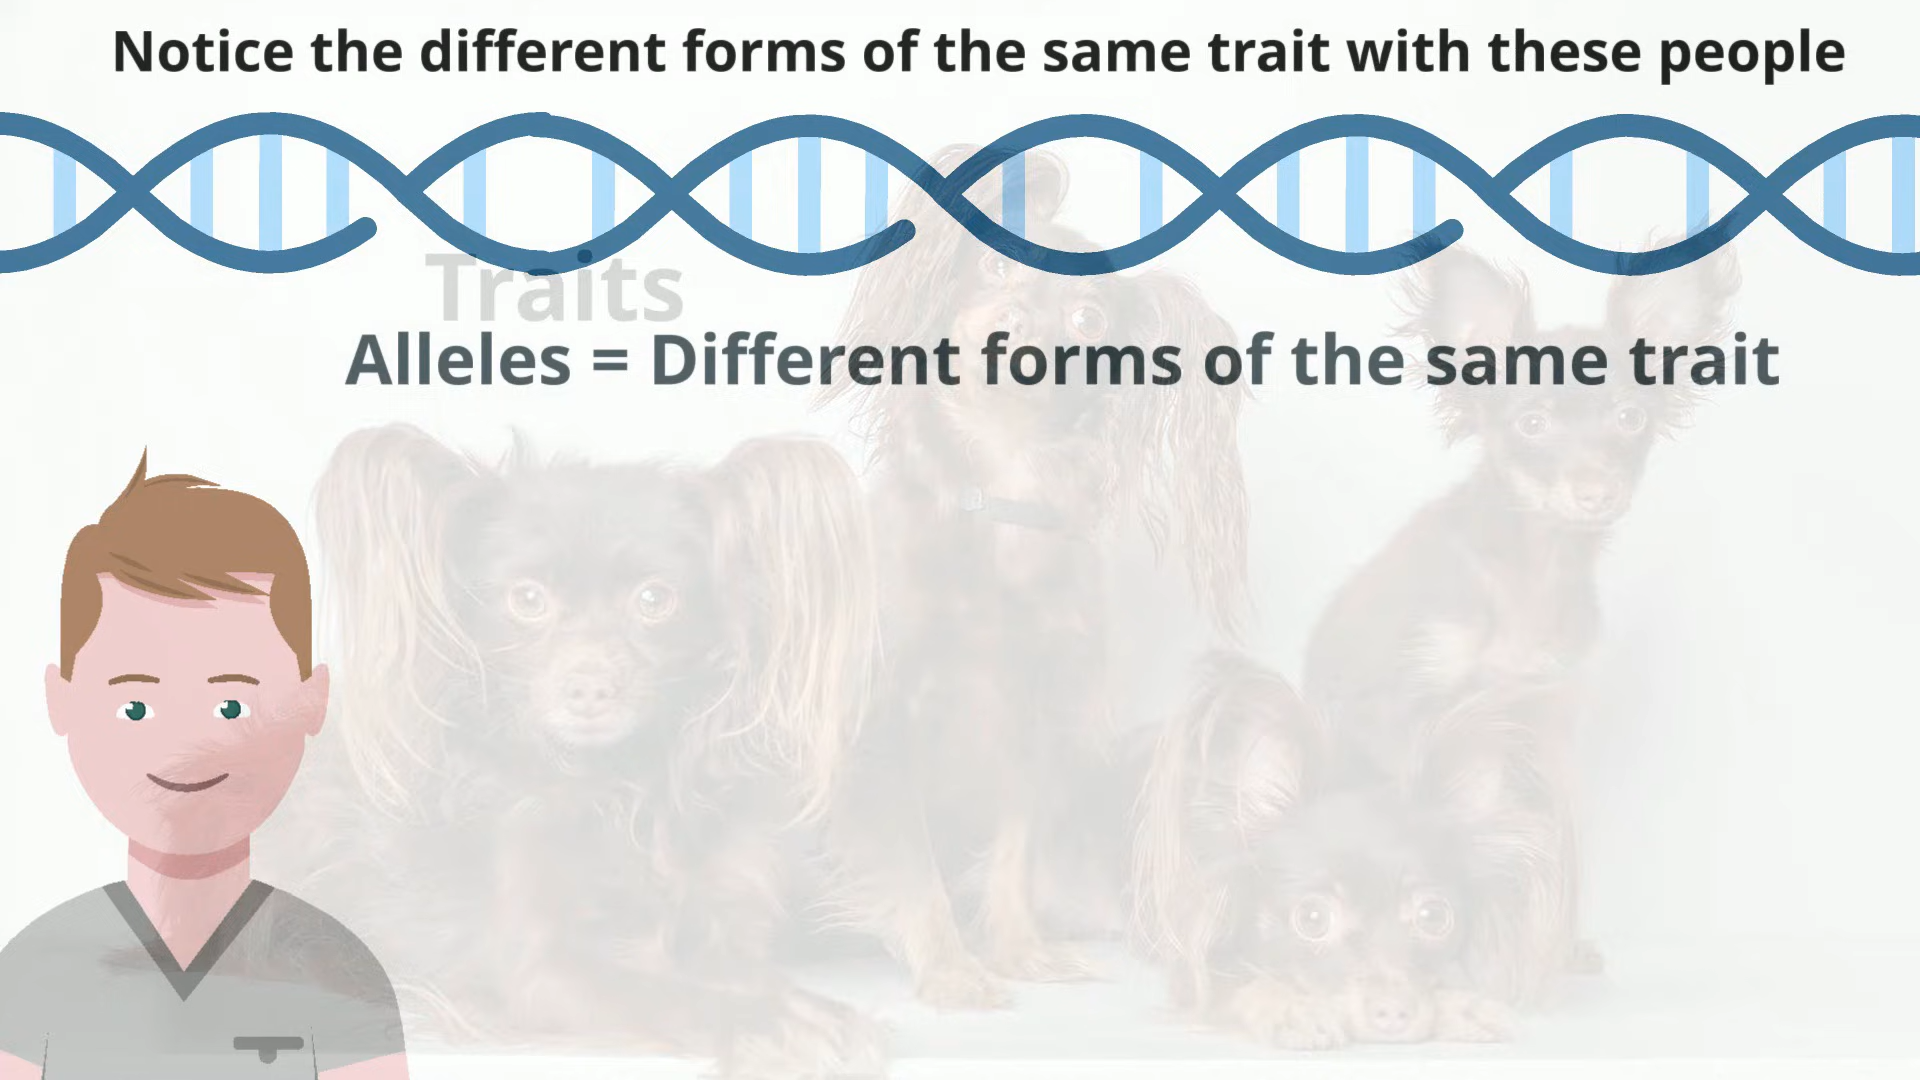 Notice the different forms of the same trait with these people
Traits
Alleles = Different forms of the same trait